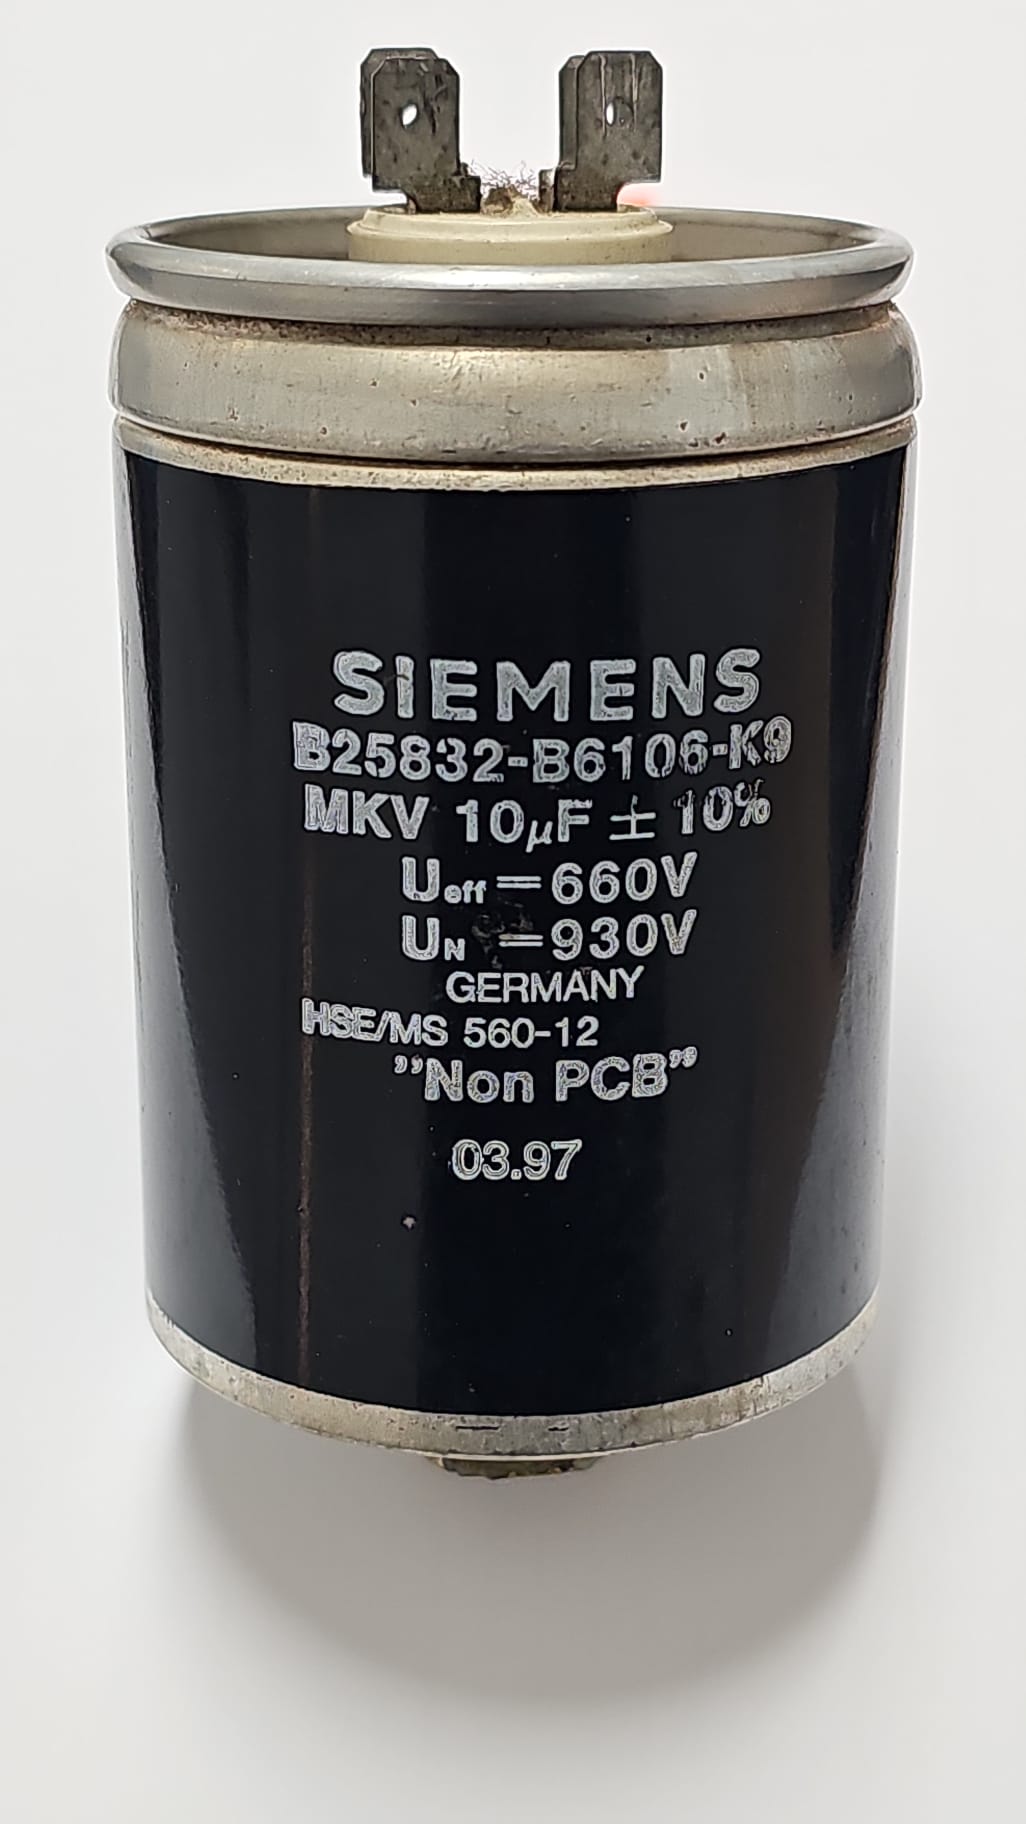 SIEMENS
B25832-B6106-K9
MKV 10μF ± 10%
Ueff = 660V
UN = 930V
GERMANY
HSE/MS 560-12
”Non PCB”
03.97